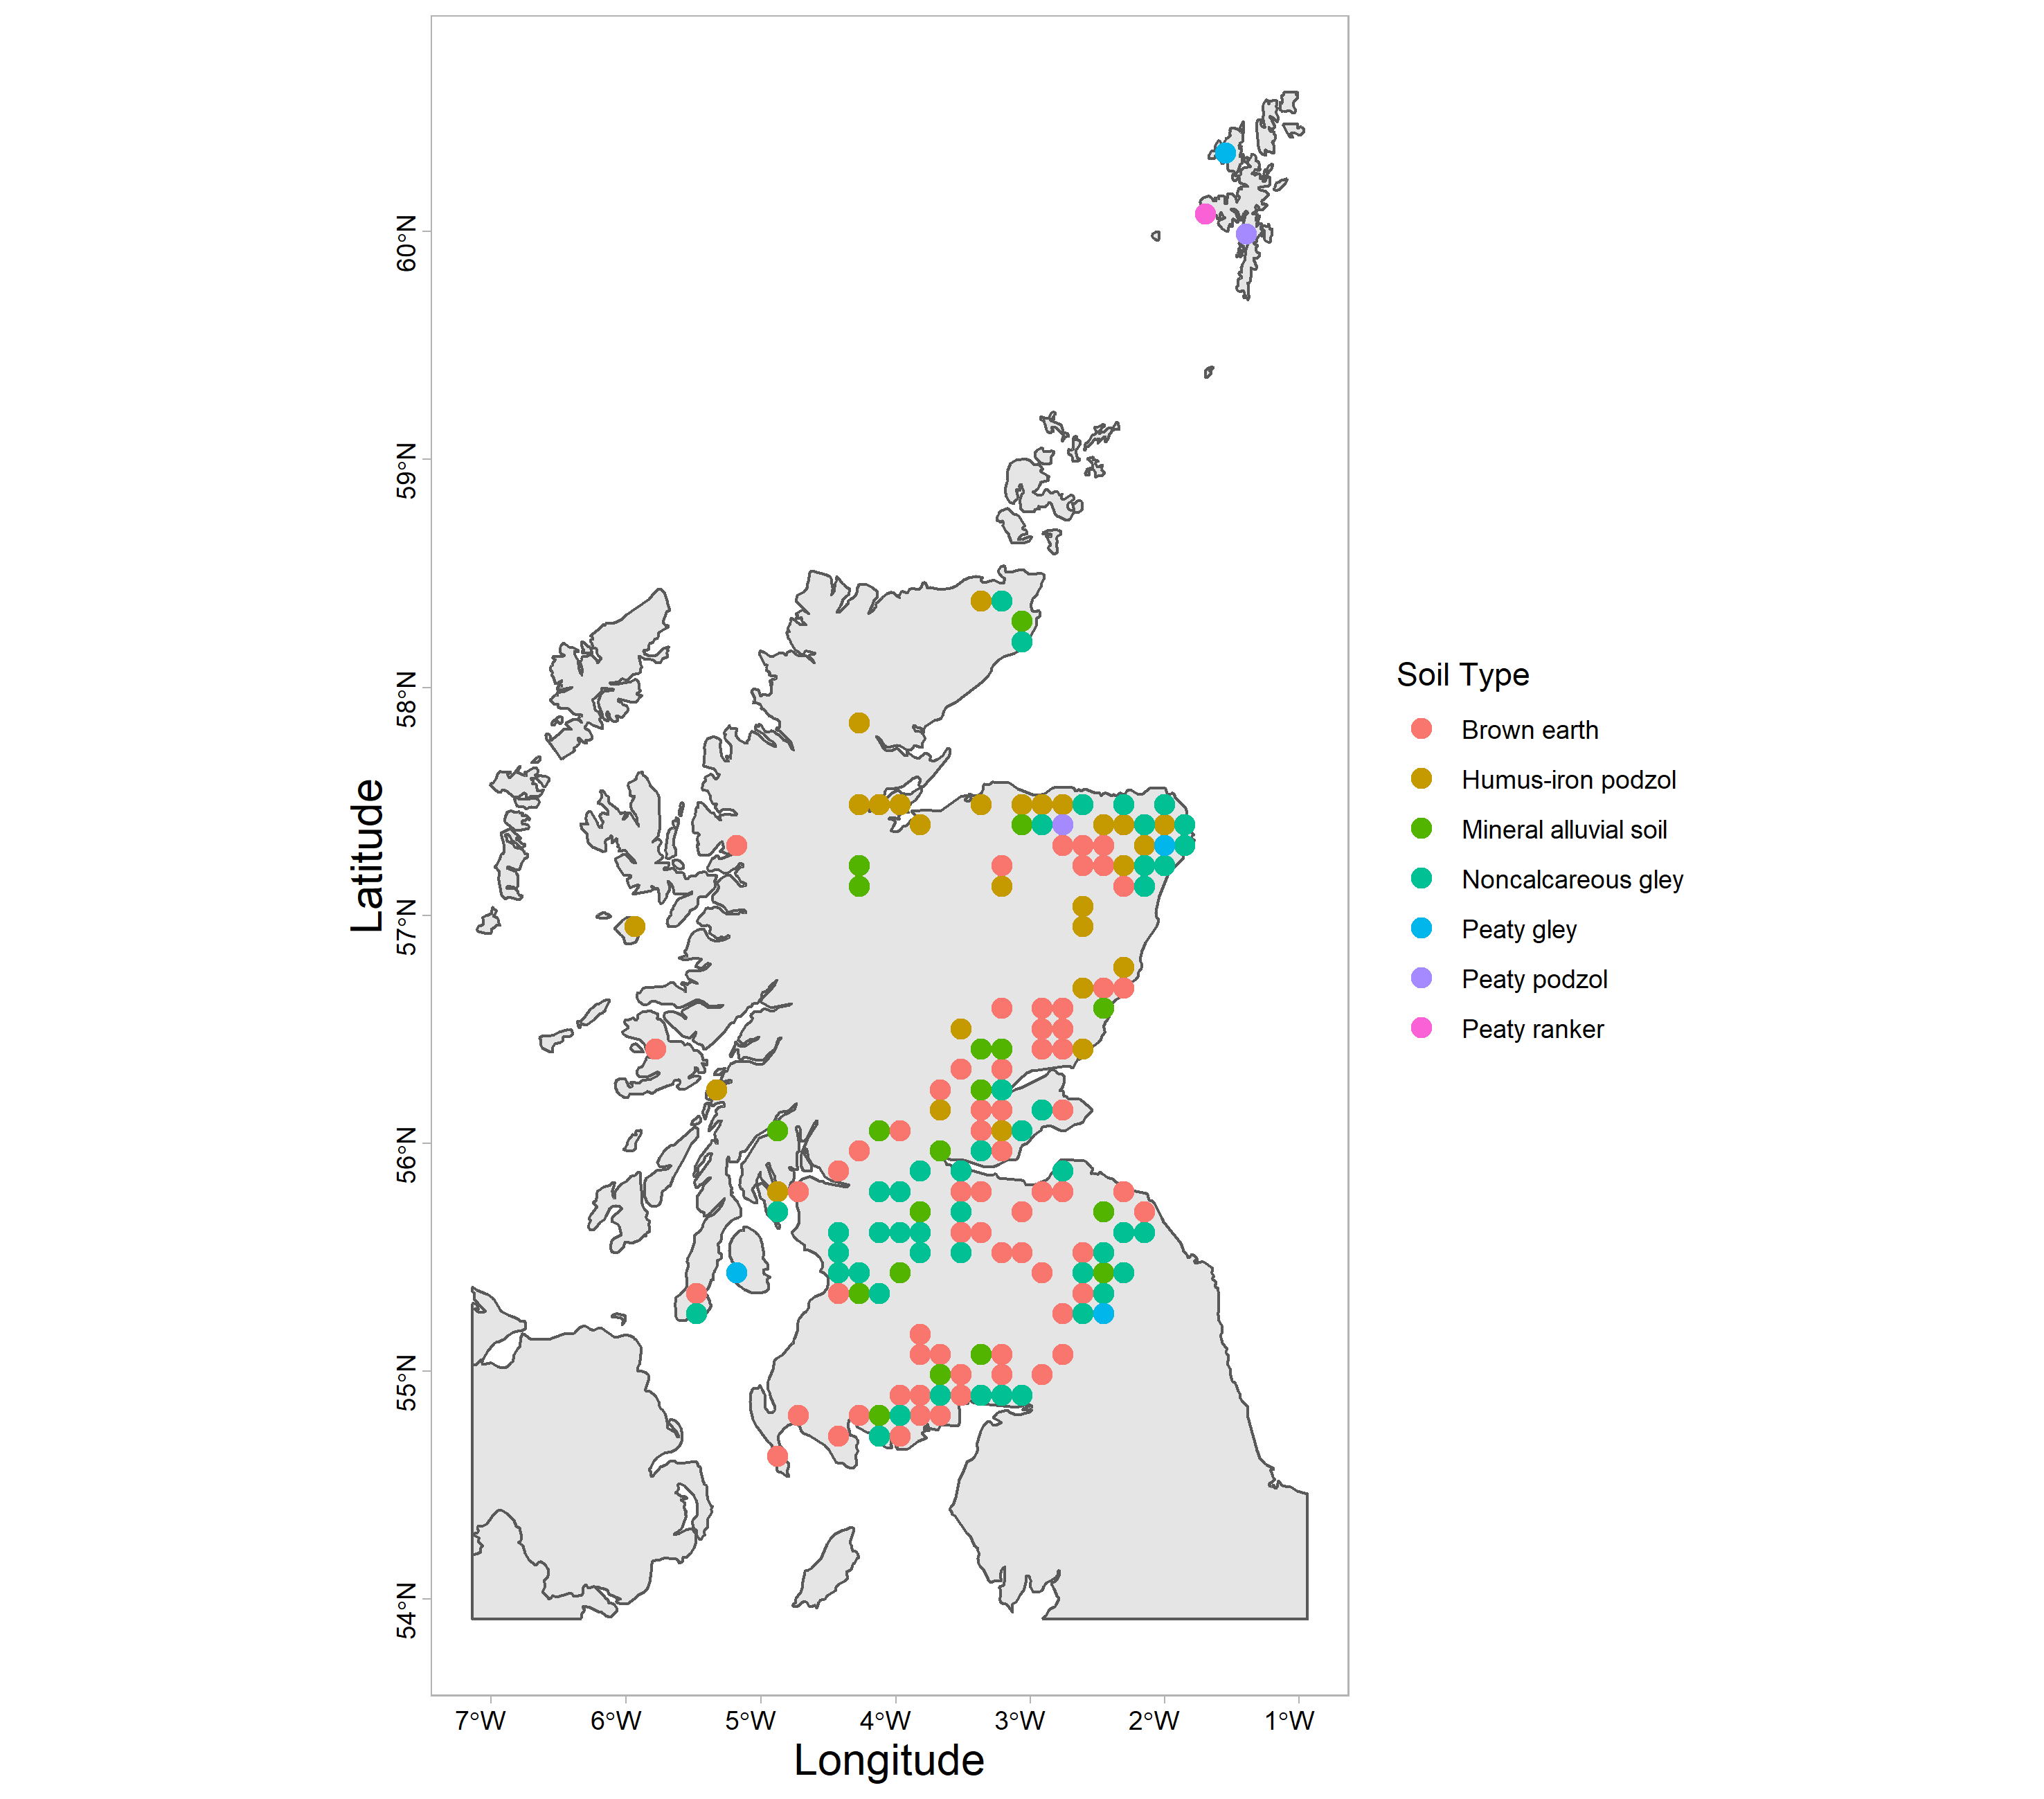 60°N
59°N
58°N
57°N
56°N
55°N
54°N
Latitude
7°W 6°W 5°W 4°W 3°W 2°W 1°W
Longitude
Soil Type
Brown earth
Humus-iron podzol
Mineral alluvial soil
Noncalcareous gley
Peaty gley
Peaty podzol
Peaty ranker